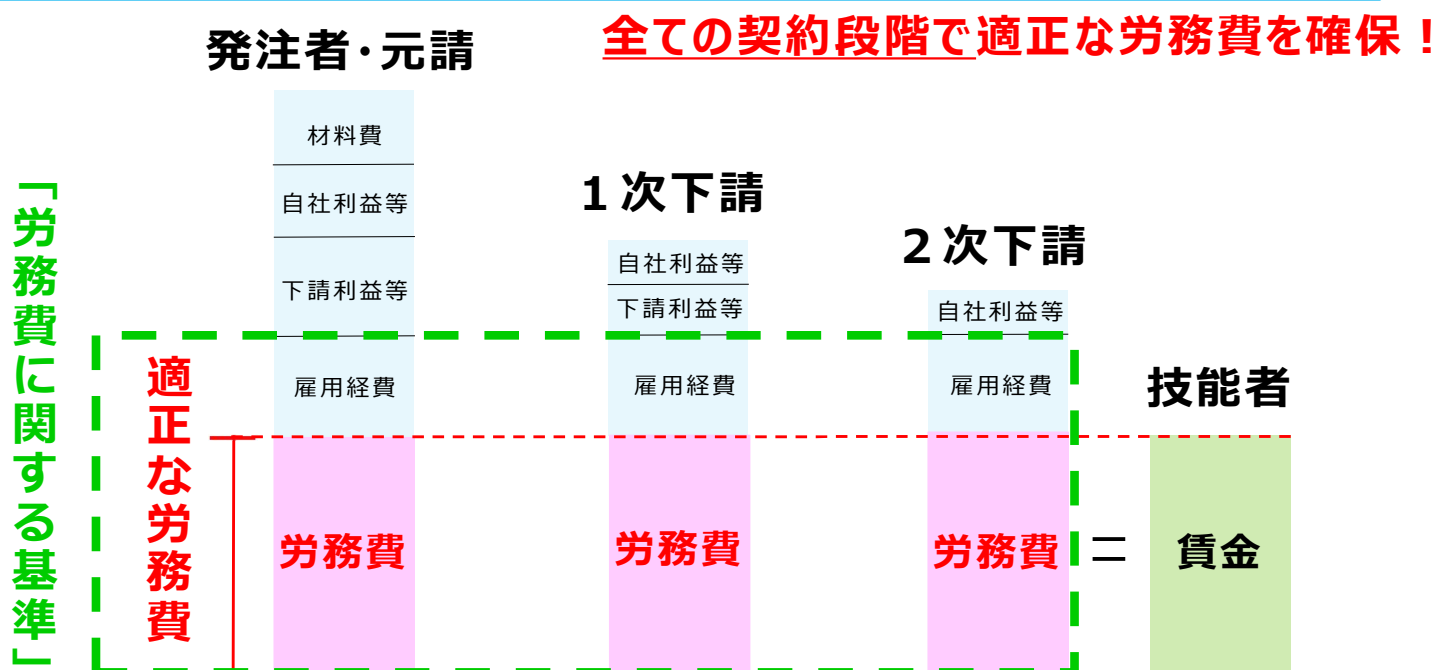 全ての契約段階で適正な労務費を確保！
発注者・元請
材料費
自社利益等
下請利益等
雇用経費
労務費
１次下請
自社利益等
下請利益等
雇用経費
労務費
２次下請
自社利益等
雇用経費
労務費
＝
技能者
賃金
「労務費に関する基準」
適正な労務費